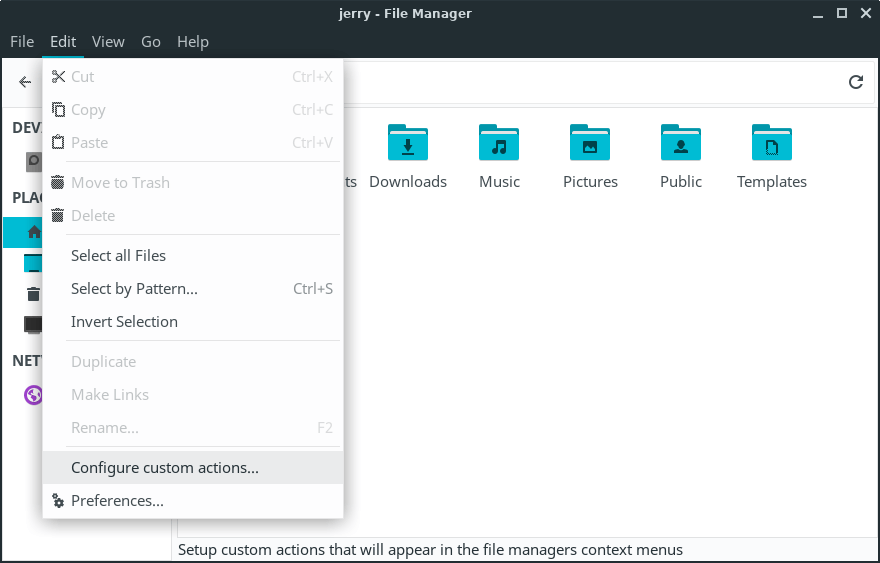 jerry - File Manager
File Edit View Go Help
Cut Ctrl+X
Copy Ctrl+C
Paste Ctrl+V
Move to Trash
Delete
Select all Files
Select by Pattern... Ctrl+S
Invert Selection
Duplicate
Make Links
Rename... F2
Configure custom actions...
Preferences...
DEV
PLA
NET
ts Downloads Music Pictures Public Templates
Setup custom actions that will appear in the file managers context menus